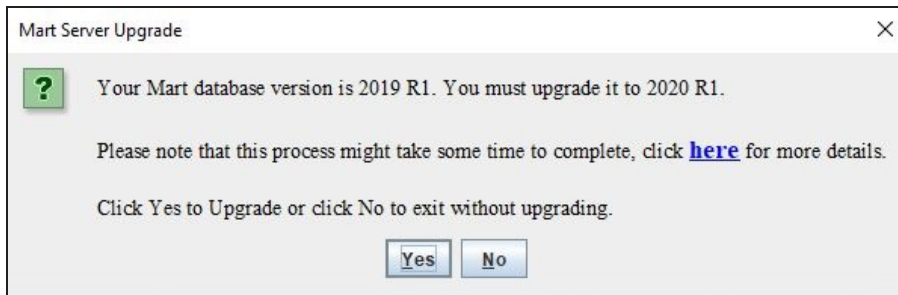 Mart Server Upgrade
?
Your Mart database version is 2019 R1. You must upgrade it to 2020 R1.
Please note that this process might take some time to complete, click here for more details.
Click Yes to Upgrade or click No to exit without upgrading.
Yes No